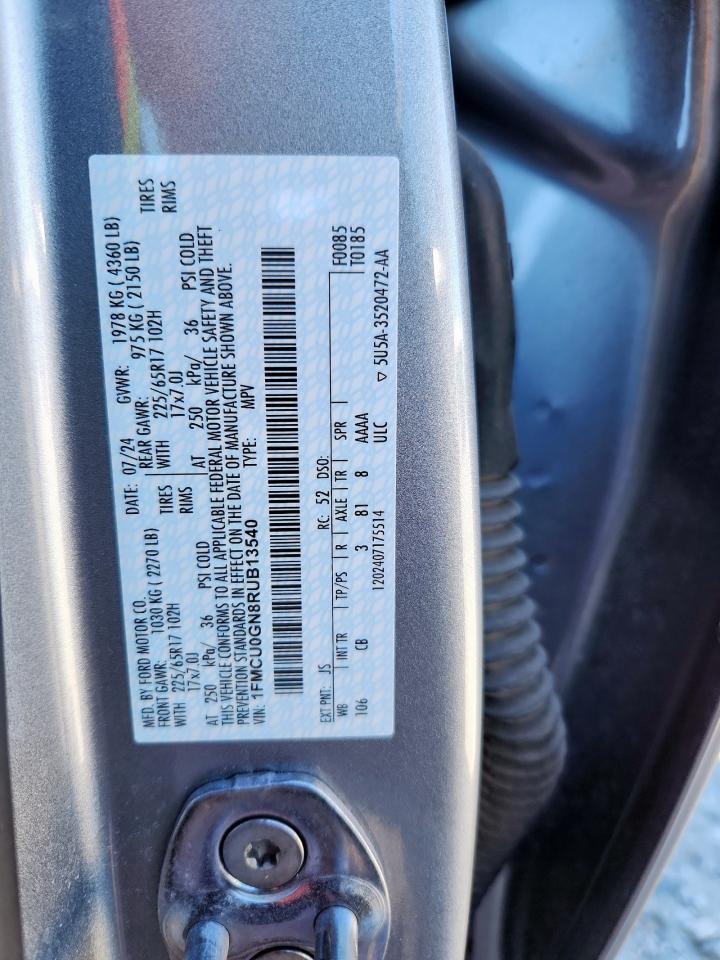 MFD. BY FORD MOTOR CO. DATE: 07/24 GVWR: 1978 KG ( 4360 LB)
FRONT GAWR: 1030 KG ( 2270 LB) REAR GAWR: 975 KG ( 2150 LB)
WITH 225/65R17 102H TIRES WITH 225/65R17 102H TIRES
17x7.0J RIMS 17x7.0J RIMS
AT 250 kPa/ 36 PSI COLD AT 250 kPa/ 36 PSI COLD
THIS VEHICLE CONFORMS TO ALL APPLICABLE FEDERAL MOTOR VEHICLE SAFETY AND THEFT
PREVENTION STANDARDS IN EFFECT ON THE DATE OF MANUFACTURE SHOWN ABOVE.
VIN: 1FMCU0GN8RUB13540 TYPE: MPV
EXT PNT: JS RC: 52 DSO: F0085
WB INT TR TP/PS R AXLE TR SPR T0185
106 CB 3 81 8 AAAA
1202407175514 ULC ▽ 5U5A-3520472-AA